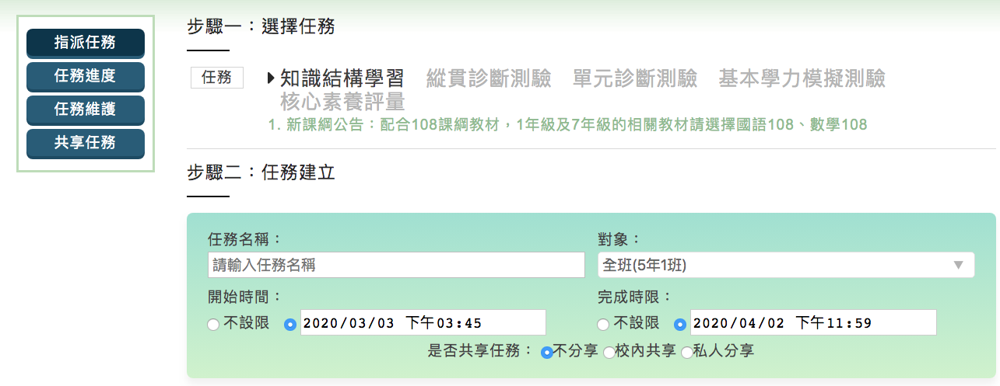 指派任務
任務進度
任務維護
共享任務
步驟一：選擇任務
任務 知識結構學習 縱貫診斷測驗 單元診斷測驗 基本學力模擬測驗
核心素養評量
1. 新課綱公告：配合108課綱教材，1年級及7年級的相關教材請選擇國語108、數學108
步驟二：任務建立
任務名稱： 對象：
請輸入任務名稱 全班(5年1班)
開始時間： 完成時限：
不設限 2020/03/03 下午03:45 不設限 2020/04/02 下午11:59
是否共享任務： 不分享 校內共享 私人分享